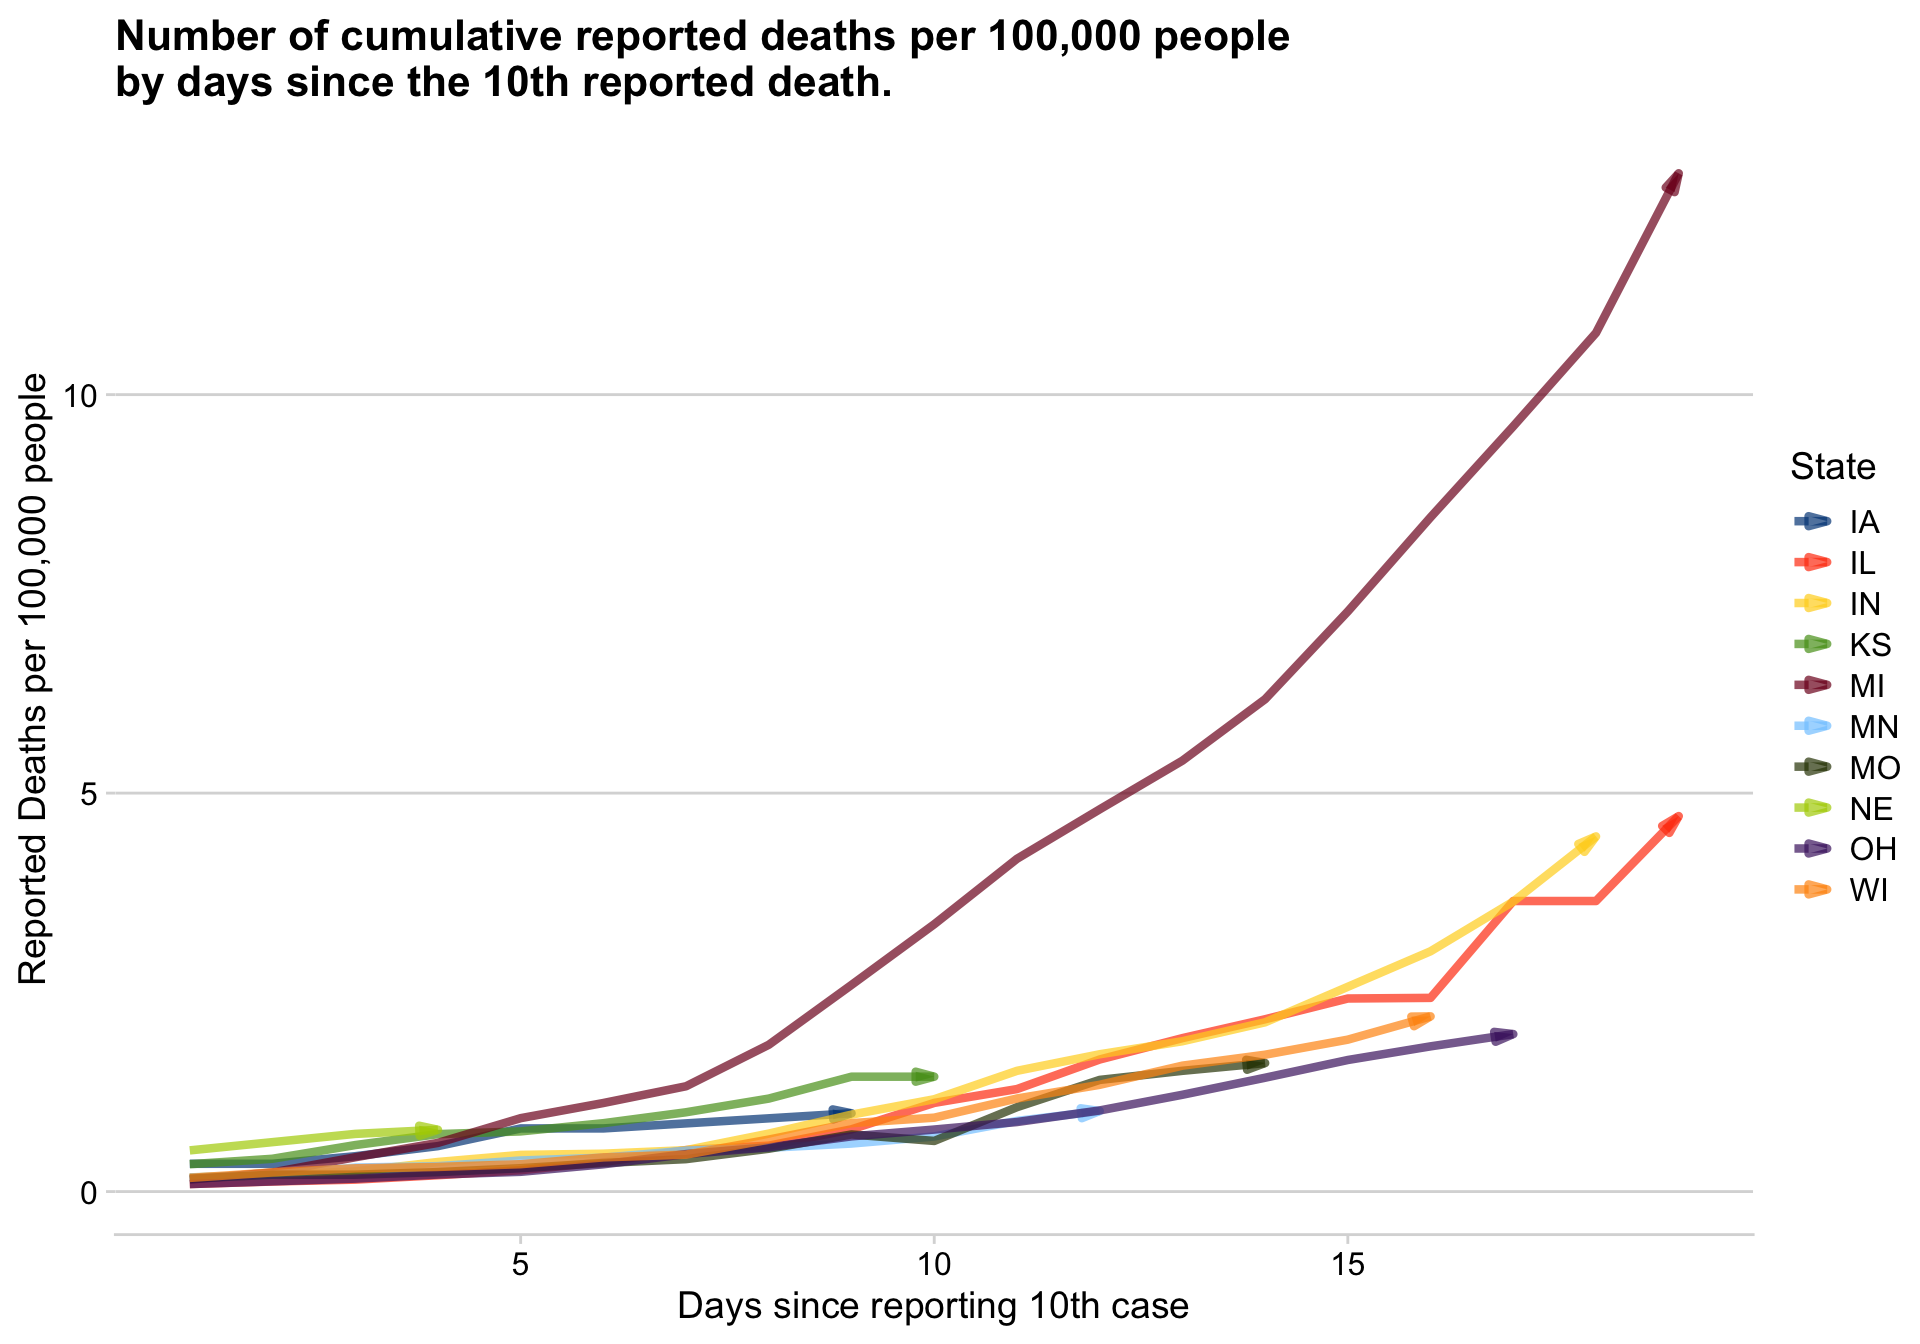 Number of cumulative reported deaths per 100,000 people
by days since the 10th reported death.
Reported Deaths per 100,000 people
10
5
0
5
10
15
Days since reporting 10th case
State
IA
IL
IN
KS
MI
MN
MO
NE
OH
WI